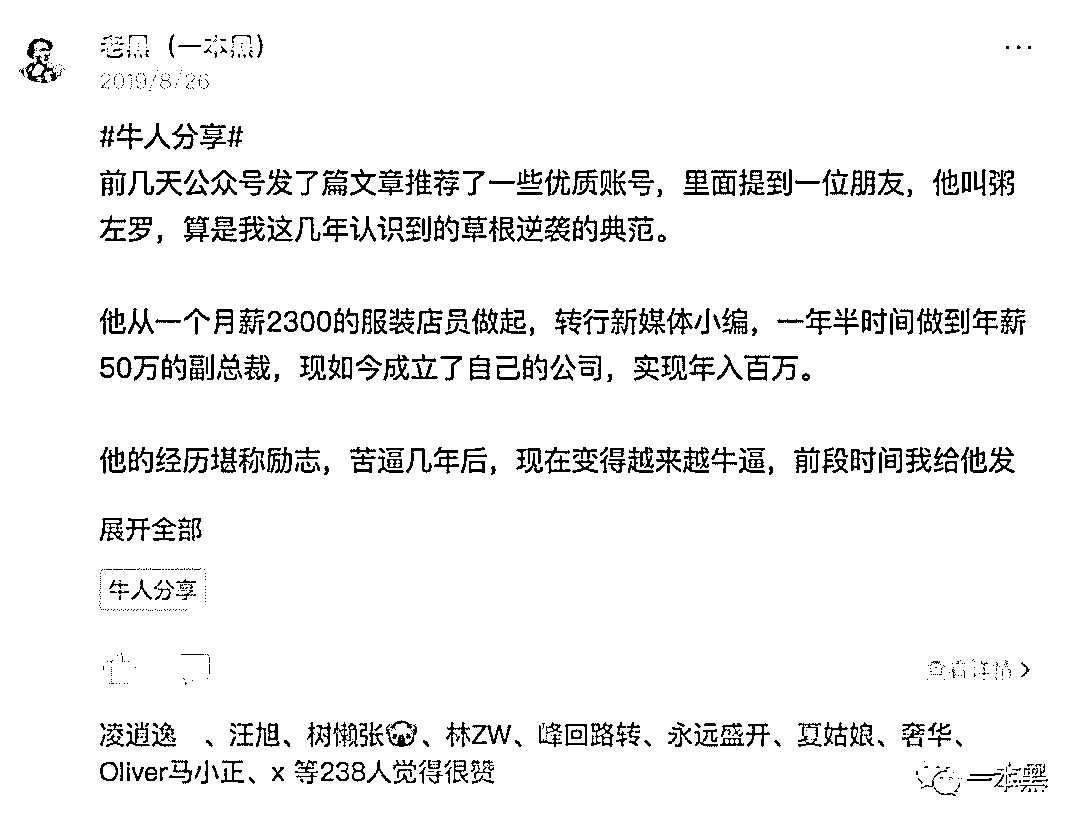 老黑（一本黑）
2019/8/26
#牛人分享#
前几天公众号发了篇文章推荐了一些优质账号，里面提到一位朋友，他叫粥
左罗，算是我这几年认识到的草根逆袭的典范。
他从一个月薪2300的服装店员做起，转行新媒体小编，一年半时间做到年薪
50万的副总裁，现如今成立了自己的公司，实现年入百万。
他的经历堪称励志，苦逼几年后，现在变得越来越牛逼，前段时间我给他发
展开全部
牛人分享
查看详情
凌逍逸 、汪旭、树懒张😱、林ZW、峰回路转、永远盛开、夏姑娘、奢华、
Oliver马小正、x 等238人觉得很赞
一本黑